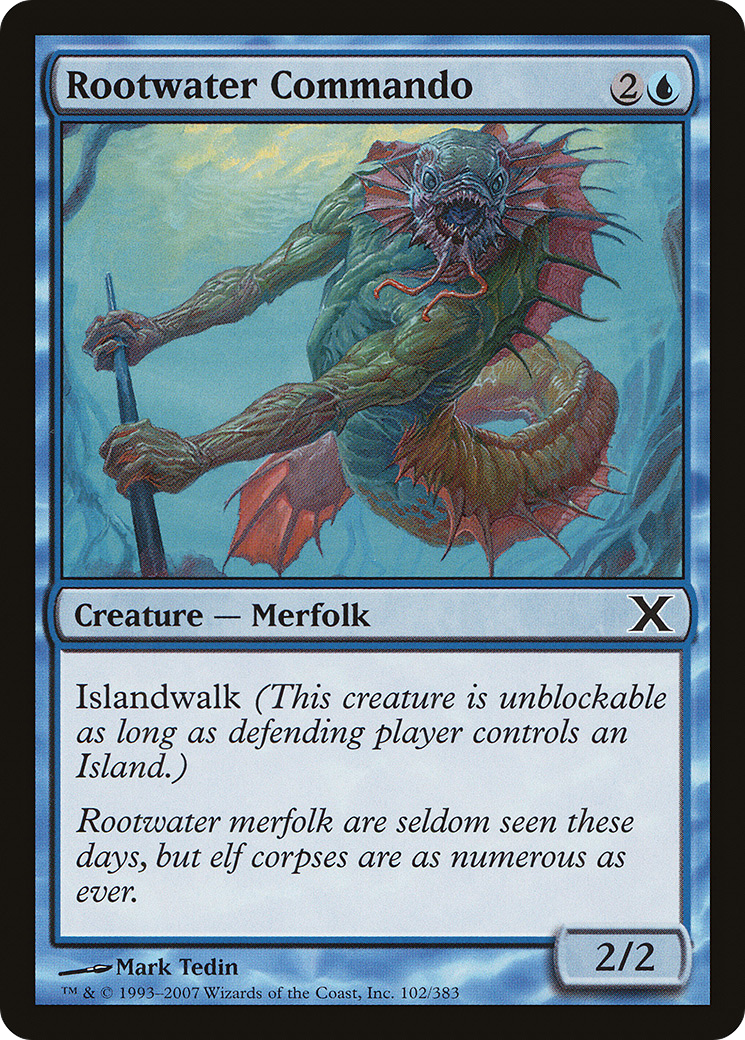 Rootwater Commando 2
Creature — Merfolk X
Islandwalk (This creature is unblockable
as long as defending player controls an
Island.)
Rootwater merfolk are seldom seen these
days, but elf corpses are as numerous as
ever.
2/2
Mark Tedin
™ & © 1993–2007 Wizards of the Coast, Inc. 102/383